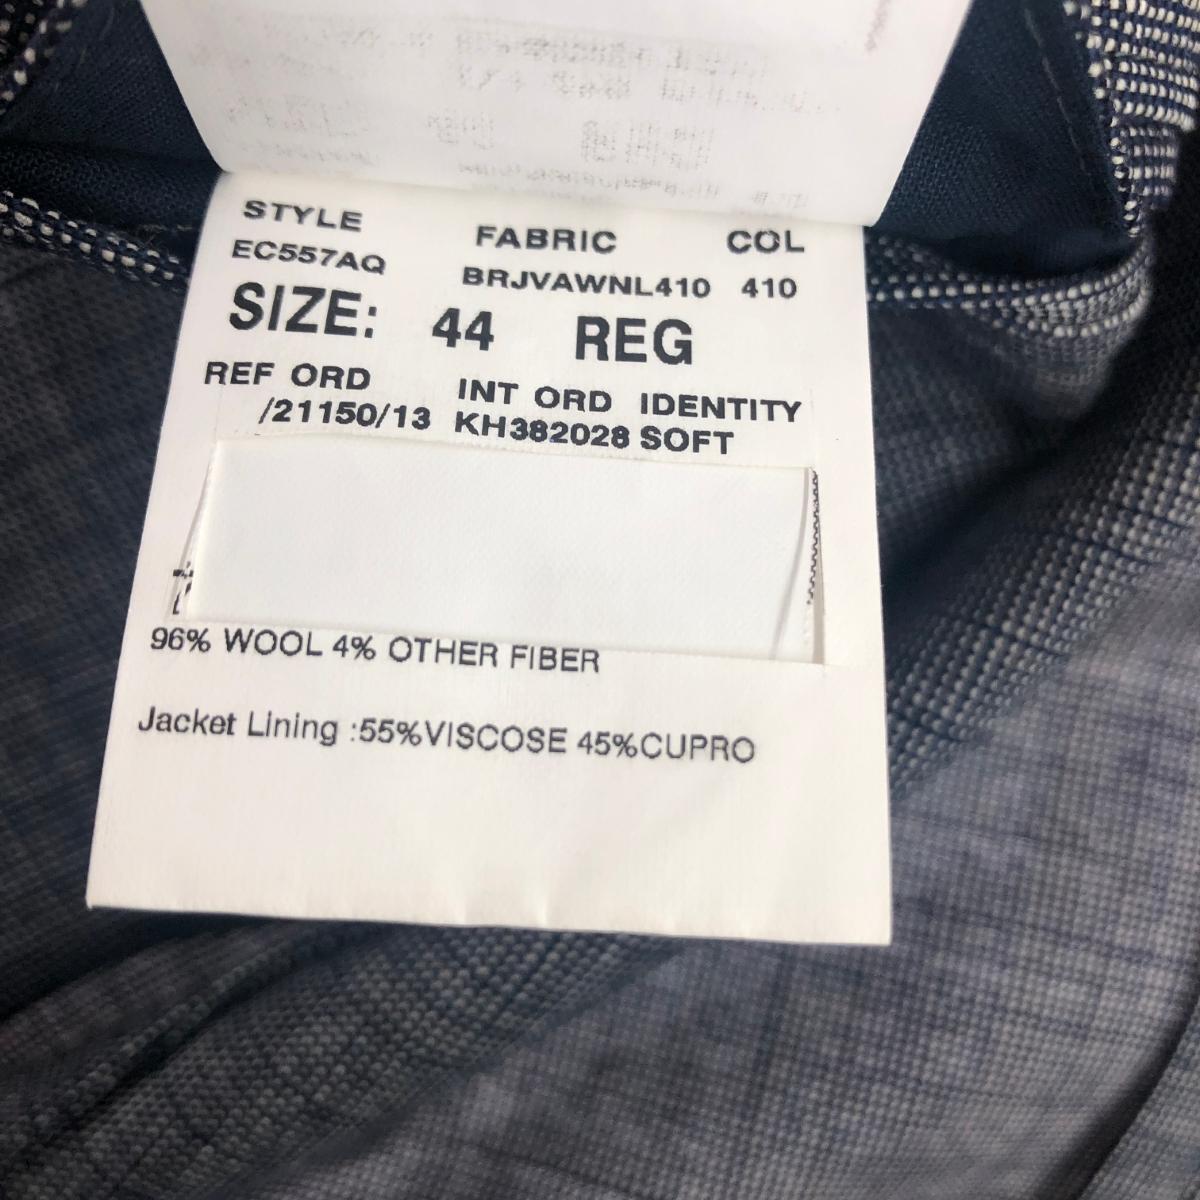 STYLE FABRIC COL
EC557AQ BRJVAWNL410 410
SIZE: 44 REG
REF ORD INT ORD IDENTITY
/21150/13 KH382028 SOFT
96% WOOL 4% OTHER FIBER
Jacket Lining :55%VISCOSE 45%CUPRO